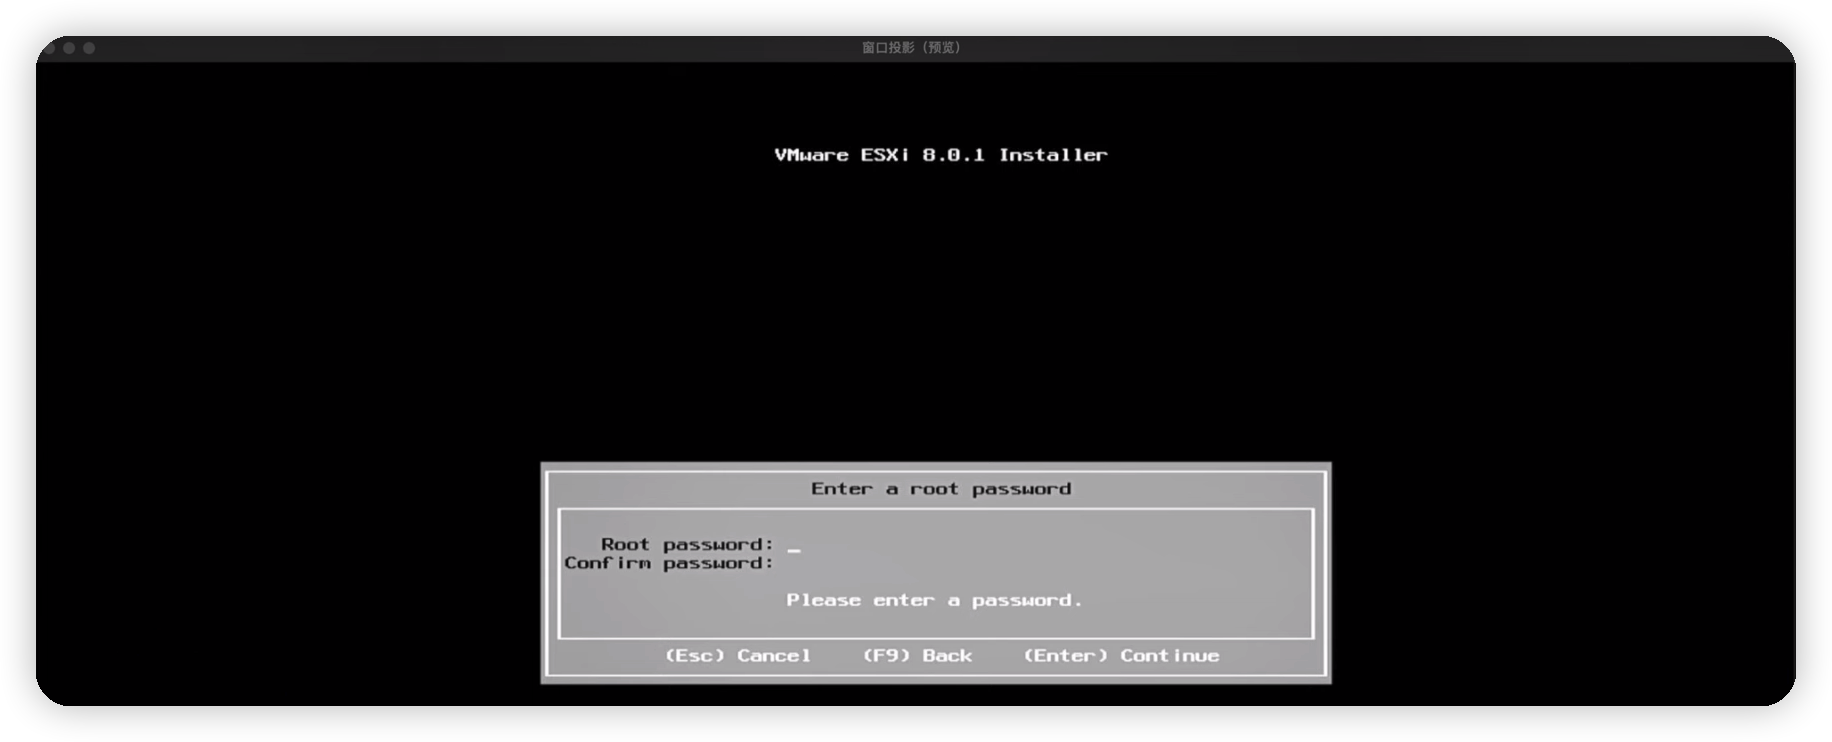 窗口投影（预览）
VMware ESXi 8.0.1 Installer
Enter a root password
Root password: _
Confirm password:
Please enter a password.
(Esc) Cancel (F9) Back (Enter) Continue